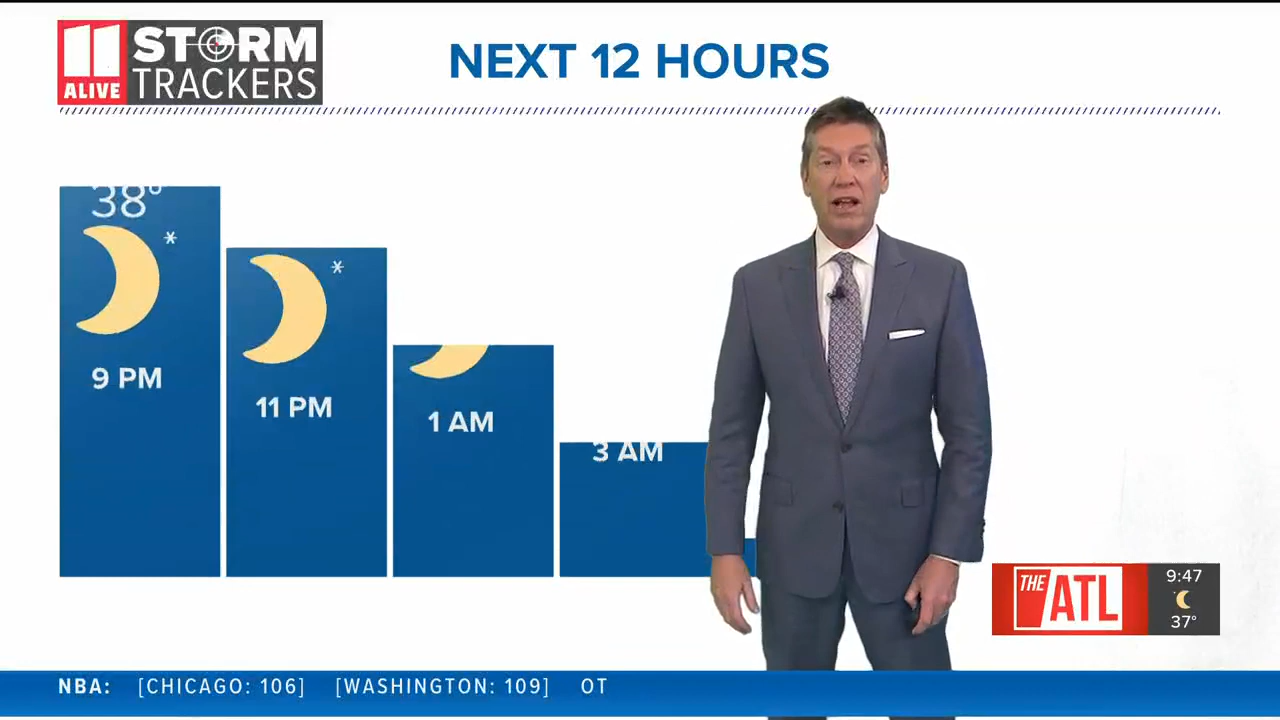 11 ALIVE
STORM
TRACKERS
NEXT 12 HOURS
38°
9 PM
11 PM
1 AM
3 AM
THE ATL
9:47
37°
NBA: [CHICAGO: 106] [WASHINGTON: 109] OT